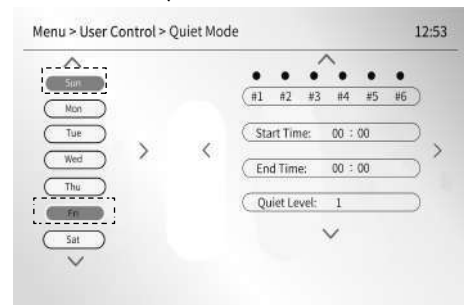 Menu > User Control > Quiet Mode 12:53
Sun
Mon
Tue
Wed
Thu
Fri
Sat
#1 #2 #3 #4 #5 #6
Start Time: 00 : 00
End Time: 00 : 00
Quiet Level: 1